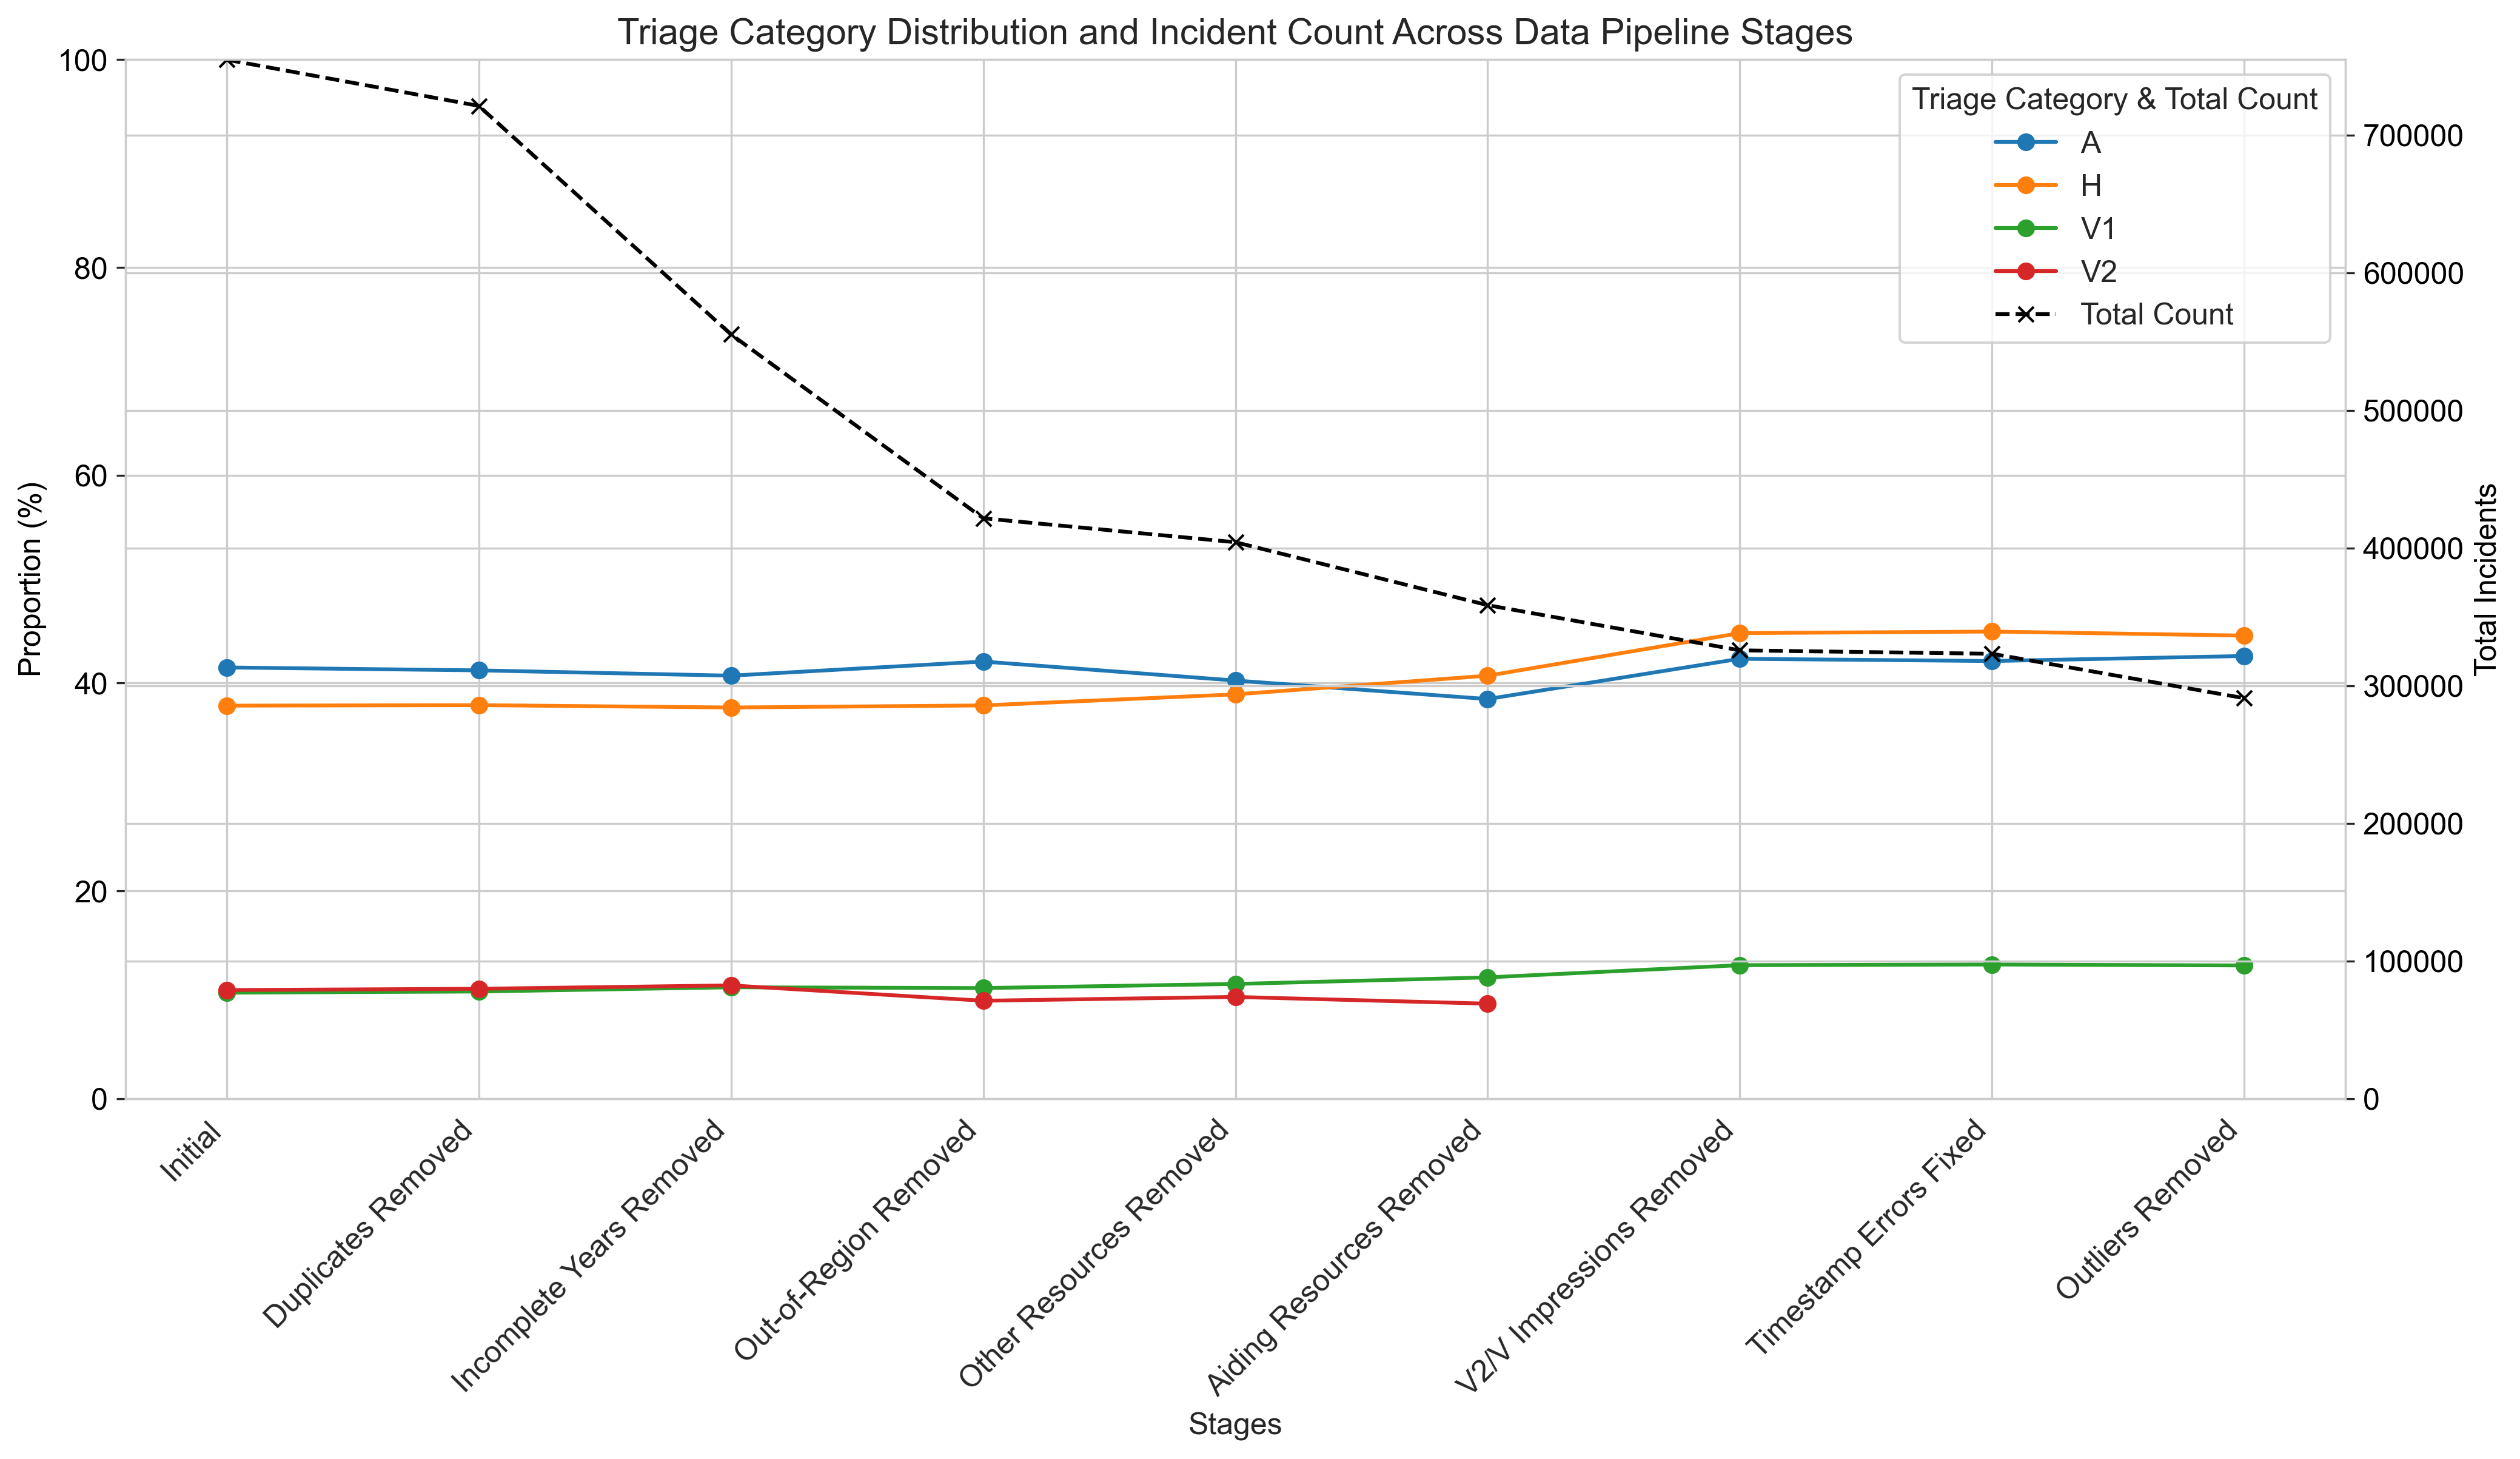 Triage Category Distribution and Incident Count Across Data Pipeline Stages
Triage Category & Total Count
A
H
V1
V2
Total Count
Proportion (%)
100
80
60
40
20
0
Total Incidents
700000
600000
500000
400000
300000
200000
100000
0
Initial
Duplicates Removed
Incomplete Years Removed
Out-of-Region Removed
Other Resources Removed
Aiding Resources Removed
V2/V Impressions Removed
Timestamp Errors Fixed
Outliers Removed
Stages